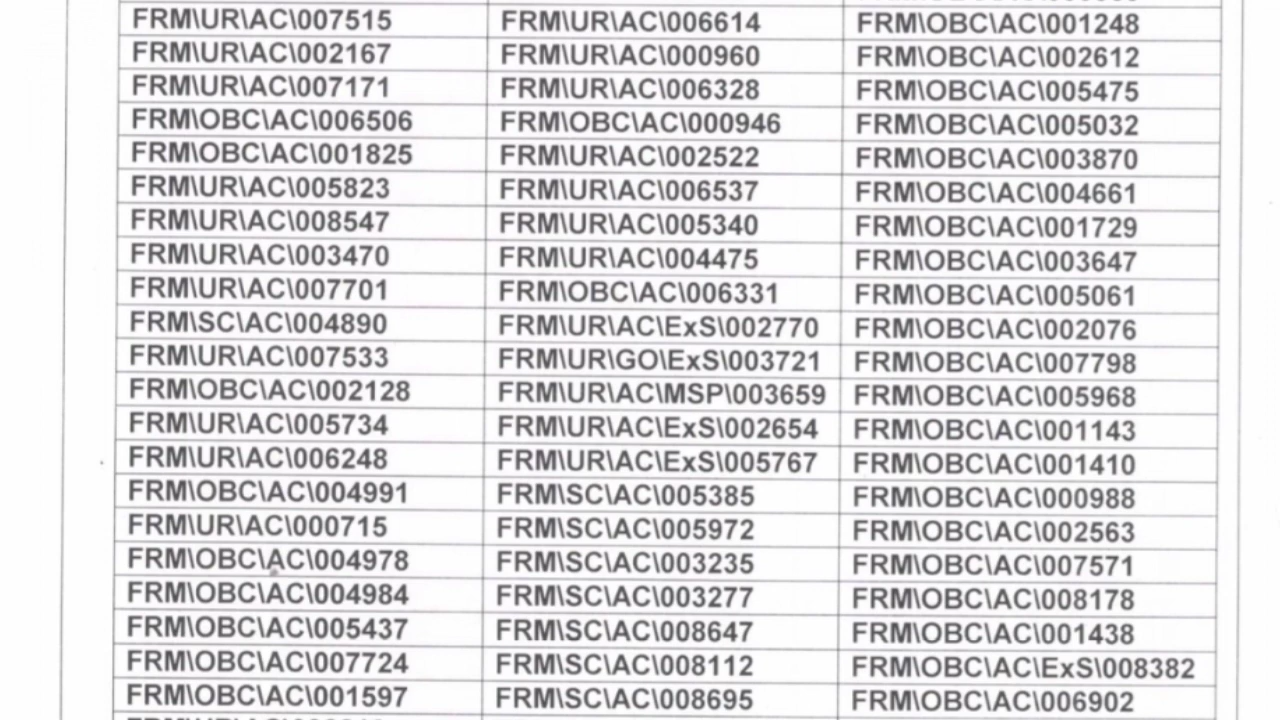 FRM\UR\AC\007515 FRM\UR\AC\006614 FRM\OBC\AC\001248
FRM\UR\AC\002167 FRM\UR\AC\000960 FRM\OBC\AC\002612
FRM\UR\AC\007171 FRM\UR\AC\006328 FRM\OBC\AC\005475
FRM\OBC\AC\006506 FRM\OBC\AC\000946 FRM\OBC\AC\005032
FRM\OBC\AC\001825 FRM\UR\AC\002522 FRM\OBC\AC\003870
FRM\UR\AC\005823 FRM\UR\AC\006537 FRM\OBC\AC\004661
FRM\UR\AC\008547 FRM\UR\AC\005340 FRM\OBC\AC\001729
FRM\UR\AC\003470 FRM\UR\AC\004475 FRM\OBC\AC\003647
FRM\UR\AC\007701 FRM\OBC\AC\006331 FRM\OBC\AC\005061
FRM\SC\AC\004890 FRM\UR\AC\ExS\002770 FRM\OBC\AC\002076
FRM\UR\AC\007533 FRM\UR\GO\ExS\003721 FRM\OBC\AC\007798
FRM\OBC\AC\002128 FRM\UR\AC\MSP\003659 FRM\OBC\AC\005968
FRM\UR\AC\005734 FRM\UR\AC\ExS\002654 FRM\OBC\AC\001143
FRM\UR\AC\006248 FRM\UR\AC\ExS\005767 FRM\OBC\AC\001410
FRM\OBC\AC\004991 FRM\SC\AC\005385 FRM\OBC\AC\000988
FRM\UR\AC\000715 FRM\SC\AC\005972 FRM\OBC\AC\002563
FRM\OBC\AC\004978 FRM\SC\AC\003235 FRM\OBC\AC\007571
FRM\OBC\AC\004984 FRM\SC\AC\003277 FRM\OBC\AC\008178
FRM\OBC\AC\005437 FRM\SC\AC\008647 FRM\OBC\AC\001438
FRM\OBC\AC\007724 FRM\SC\AC\008112 FRM\OBC\AC\ExS\008382
FRM\OBC\AC\001597 FRM\SC\AC\008695 FRM\OBC\AC\006902